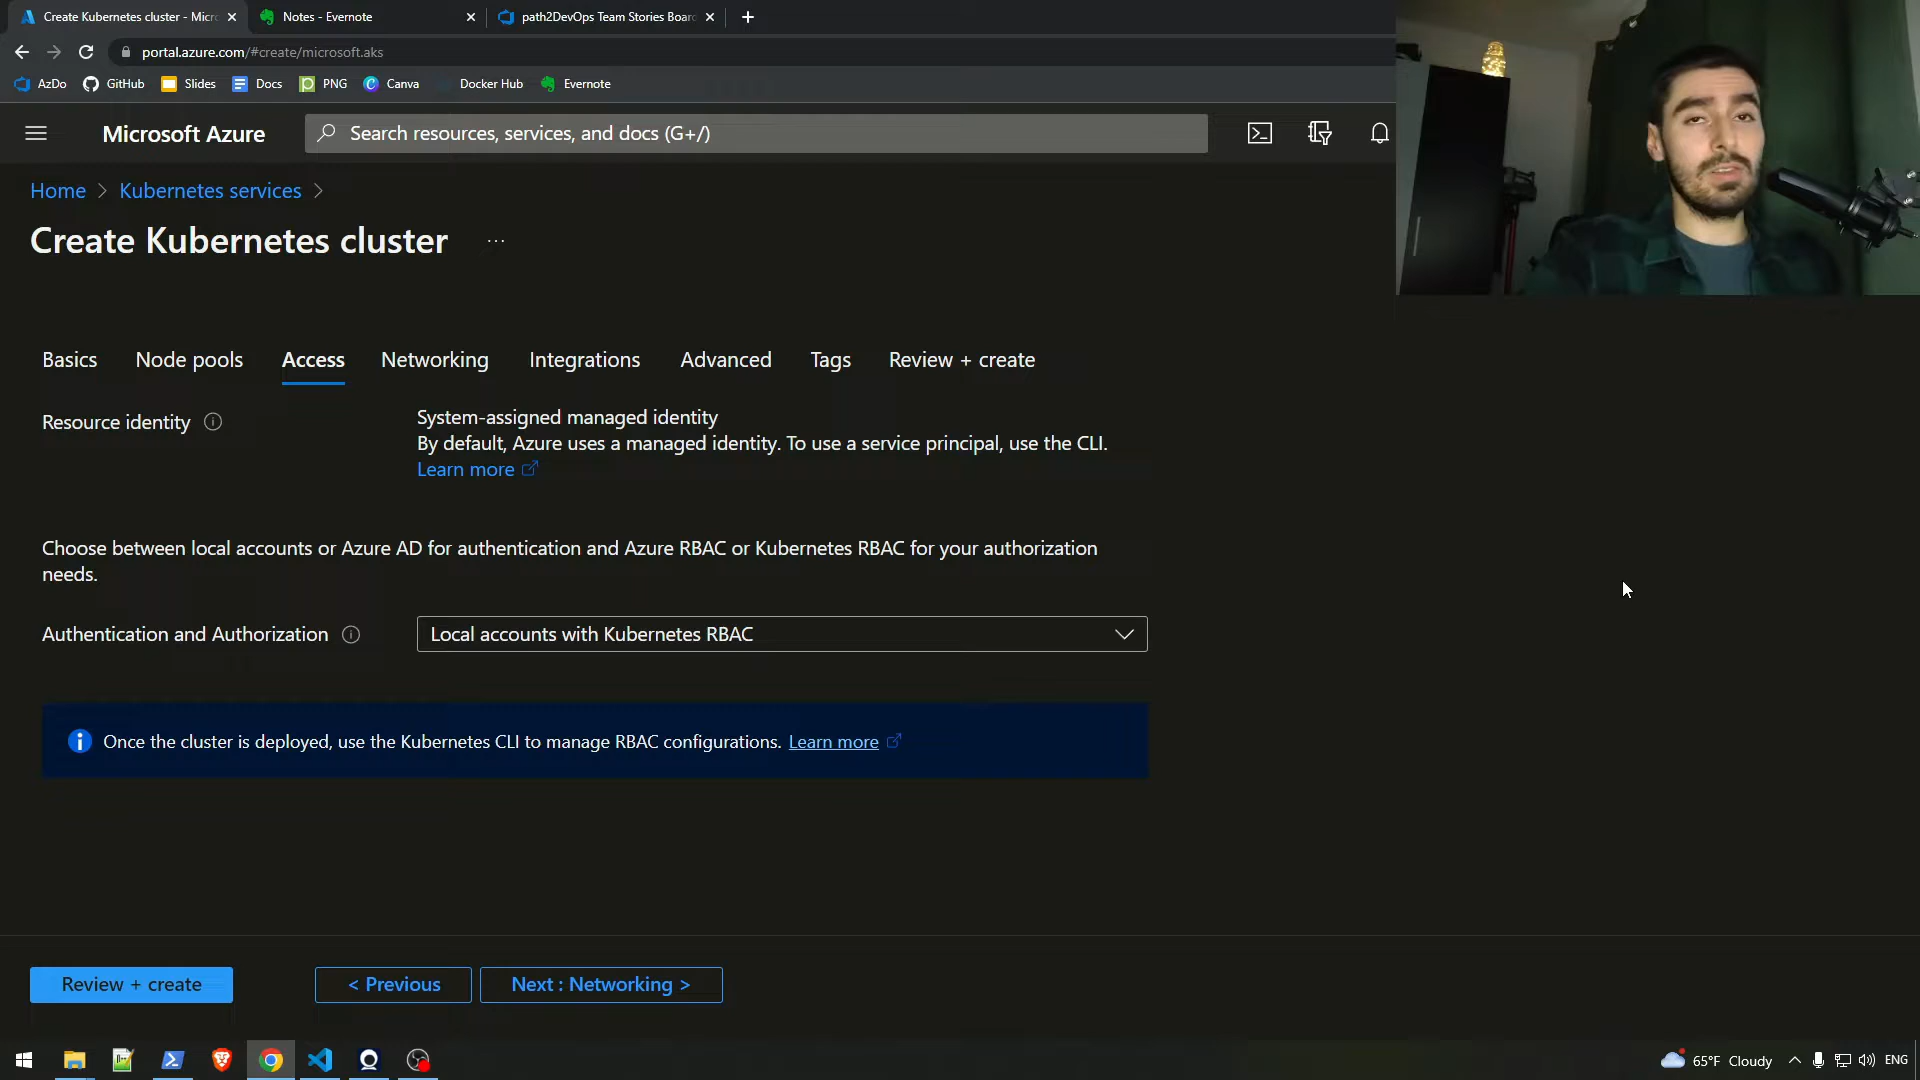 Create Kubernetes cluster - Micro
Notes - Evernote
path2DevOps Team Stories Board
portal.azure.com/#create/microsoft.aks
AzDo
GitHub
Slides
Docs
PNG
Canva
Docker Hub
Evernote
Microsoft Azure
Search resources, services, and docs (G+/)
Home > Kubernetes services >
Create Kubernetes cluster ...
Basics
Node pools
Access
Networking
Integrations
Advanced
Tags
Review + create
Resource identity
System-assigned managed identity
By default, Azure uses a managed identity. To use a service principal, use the CLI.
Learn more
Choose between local accounts or Azure AD for authentication and Azure RBAC or Kubernetes RBAC for your authorization
needs.
Authentication and Authorization
Local accounts with Kubernetes RBAC
Once the cluster is deployed, use the Kubernetes CLI to manage RBAC configurations. Learn more
Review + create
< Previous
Next : Networking >
65°F Cloudy
ENG